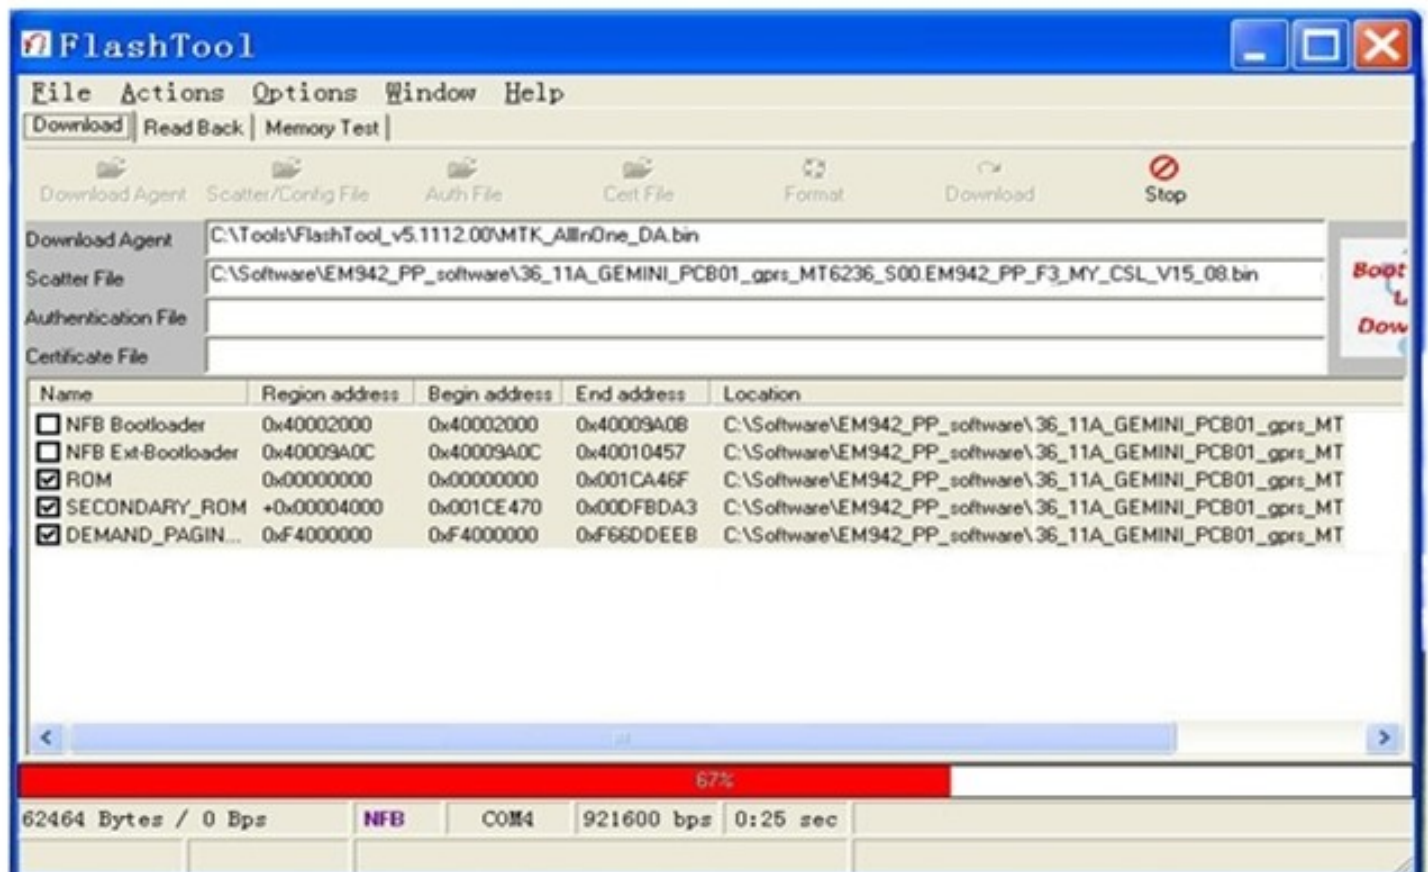 FlashTool
File Actions Options Window Help
Download Read Back Memory Test
Download Agent Scatter/Config File Auth File Cert File Format Download Stop
Download Agent C:\Tools\FlashTool_v5.1112.00\MTK_AllInOne_DA.bin
Scatter File C:\Software\EM942_PP_software\36_11A_GEMINI_PCB01_gprs_MT6236_S00.EM942_PP_F3_MY_CSL_V15_08.bin
Boot
L
Authentication File
Dow
Certificate File
Name Region address Begin address End address Location
NFB Bootloader 0x40002000 0x40002000 0x40009A0B C:\Software\EM942_PP_software\36_11A_GEMINI_PCB01_gprs_MT
NFB Ext-Bootloader 0x40009A0C 0x40009A0C 0x40010457 C:\Software\EM942_PP_software\36_11A_GEMINI_PCB01_gprs_MT
ROM 0x00000000 0x00000000 0x001CA46F C:\Software\EM942_PP_software\36_11A_GEMINI_PCB01_gprs_MT
SECONDARY_ROM +0x00004000 0x001CE470 0x00DFBDA3 C:\Software\EM942_PP_software\36_11A_GEMINI_PCB01_gprs_MT
DEMAND_PAGIN... 0xF4000000 0xF4000000 0xF66DDEEB C:\Software\EM942_PP_software\36_11A_GEMINI_PCB01_gprs_MT
67%
62464 Bytes / 0 Bps NFB COM4 921600 bps 0:25 sec